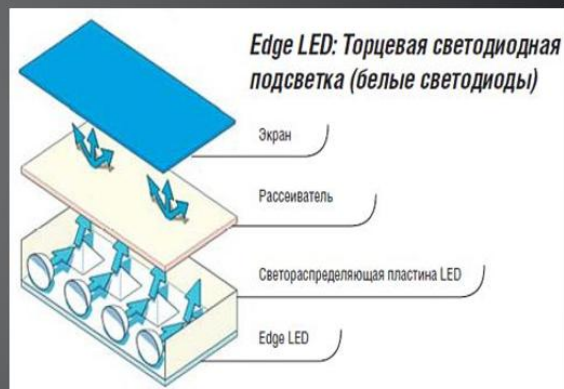 Edge LED: Торцевая светодиодная
подсветка (белые светодиоды)
Экран
Рассеиватель
Светораспределяющая пластина LED
Edge LED